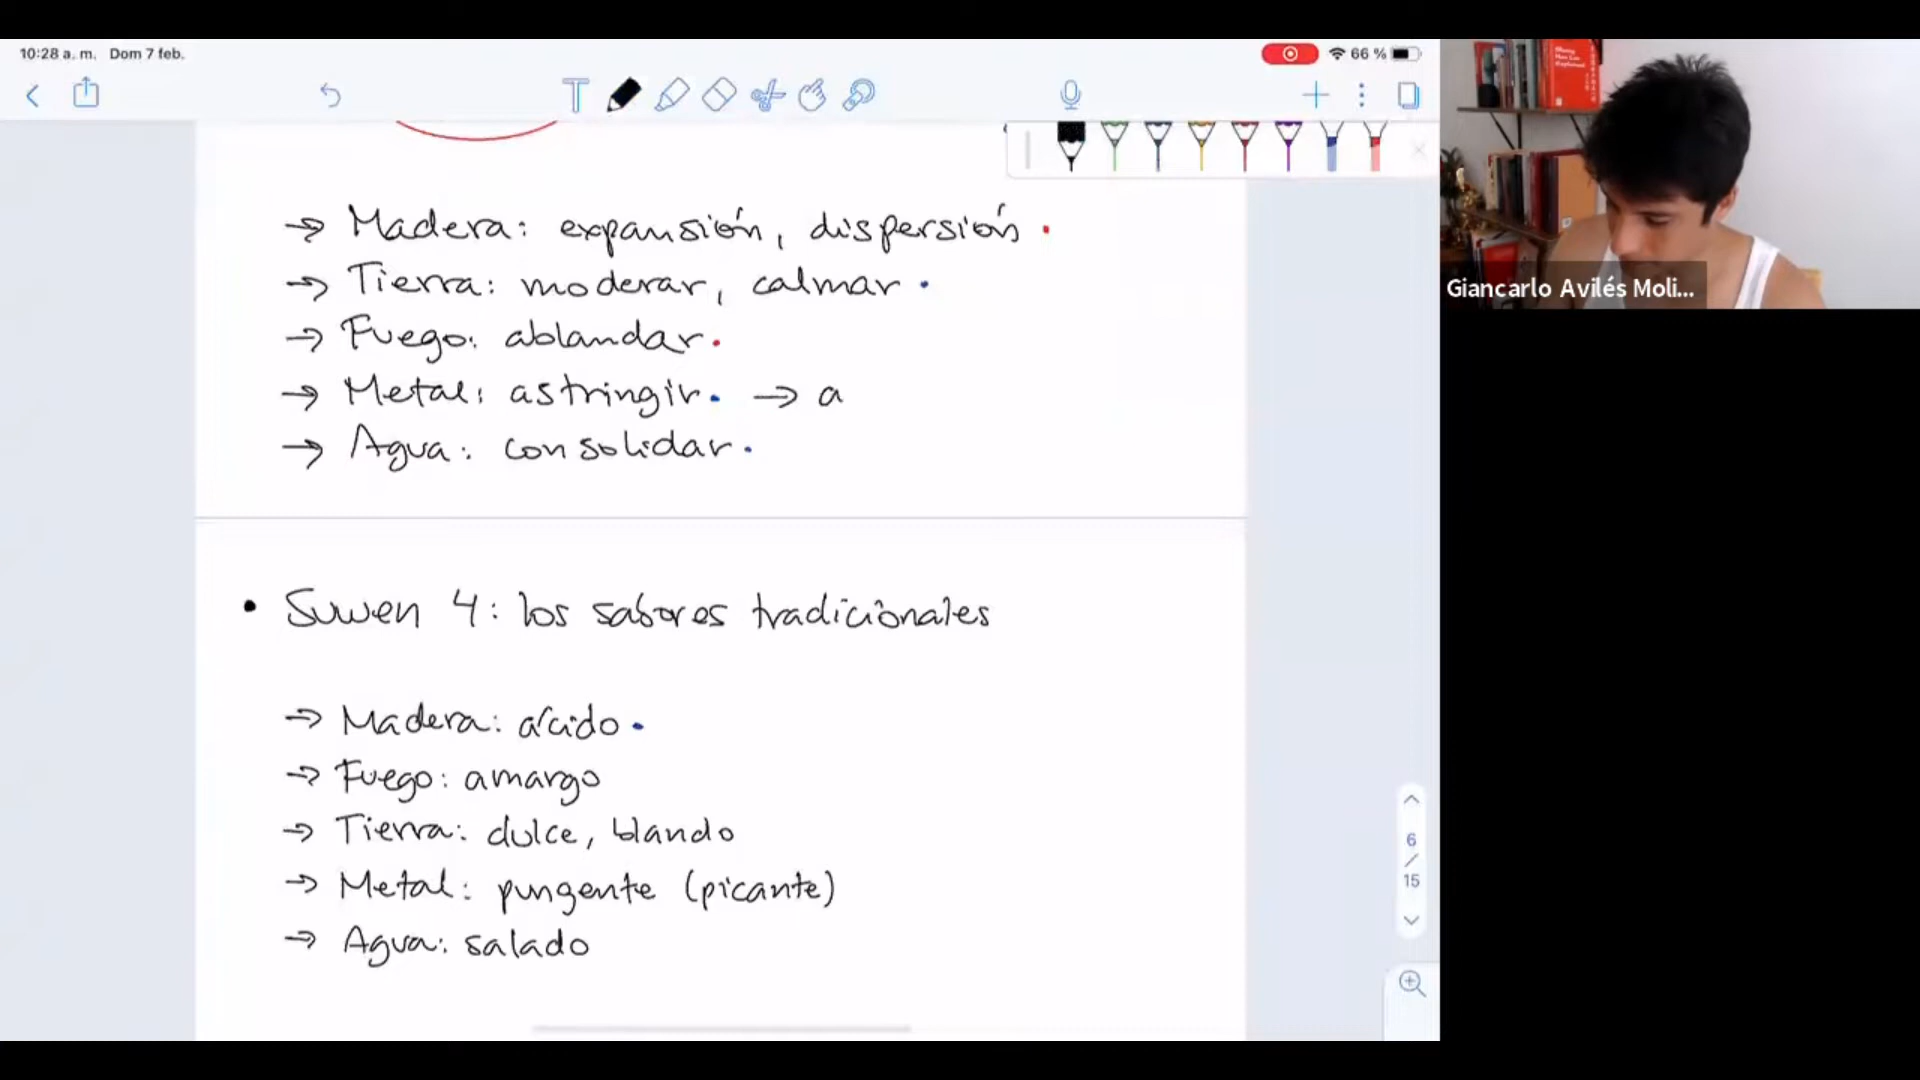 10:28 a. m. Dom 7 feb.
66 %
→ Madera: expansión, dispersión.
→ Tierra: moderar, calmar.
→ Fuego: ablandar.
→ Metal: astringir. → a
→ Agua: consolidar.
• Suwen 4: los sabores tradicionales
→ Madera: ácido.
→ Fuego: amargo
→ Tierra: dulce, blando
→ Metal: pungente (picante)
→ Agua: salado
6
/
15
Giancarlo Avilés Moli...